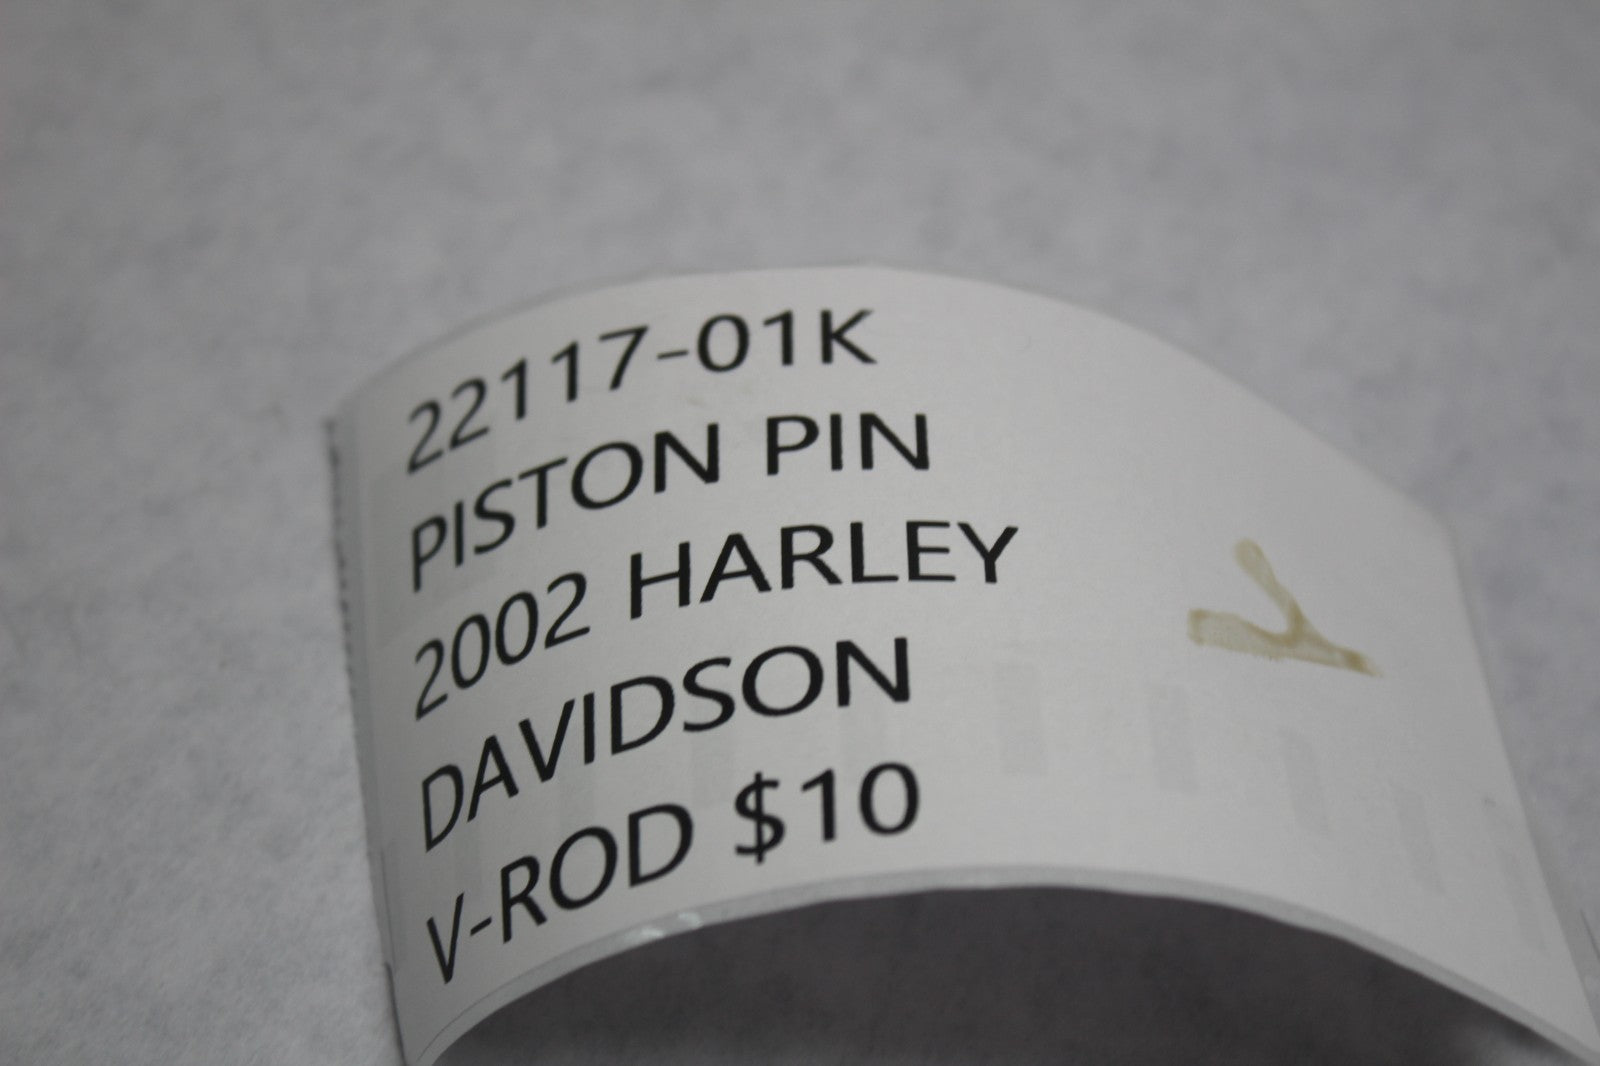 22117-01K
PISTON PIN
2002 HARLEY
DAVIDSON
V-ROD $10